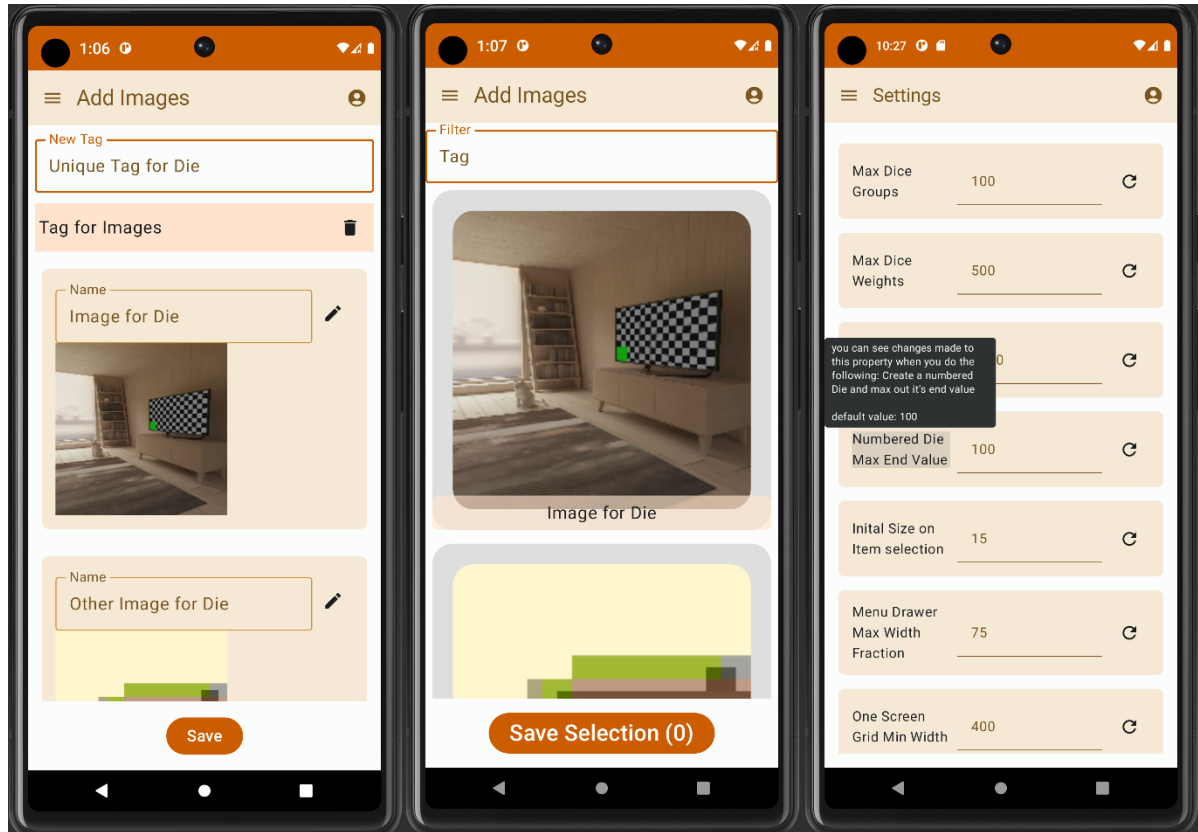 1:06
Add Images
New Tag
Unique Tag for Die
Tag for Images
Name
Image for Die
Name
Other Image for Die
Save
1:07
Add Images
Filter
Tag
Image for Die
Save Selection (0)
10:27
Settings
Max Dice
Groups
100
Max Dice
Weights
500
you can see changes made to
this property when you do the
following: Create a numbered
Die and max out it's end value
default value: 100
0
Numbered Die
Max End Value
100
Inital Size on
Item selection
15
Menu Drawer
Max Width
Fraction
75
One Screen
Grid Min Width
400